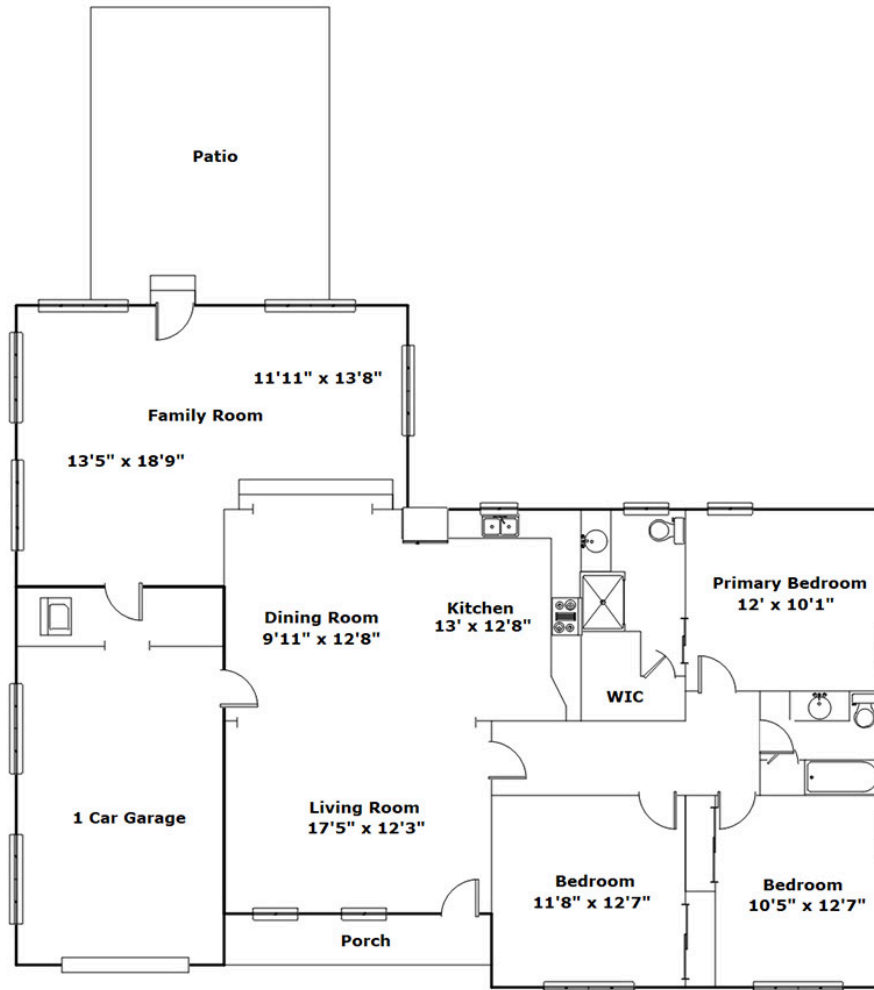 Patio
11'11" x 13'8"
Family Room
13'5" x 18'9"
Primary Bedroom
12' x 10'1"
Dining Room
9'11" x 12'8"
Kitchen
13' x 12'8"
WIC
1 Car Garage
Living Room
17'5" x 12'3"
Bedroom
11'8" x 12'7"
Bedroom
10'5" x 12'7"
Porch